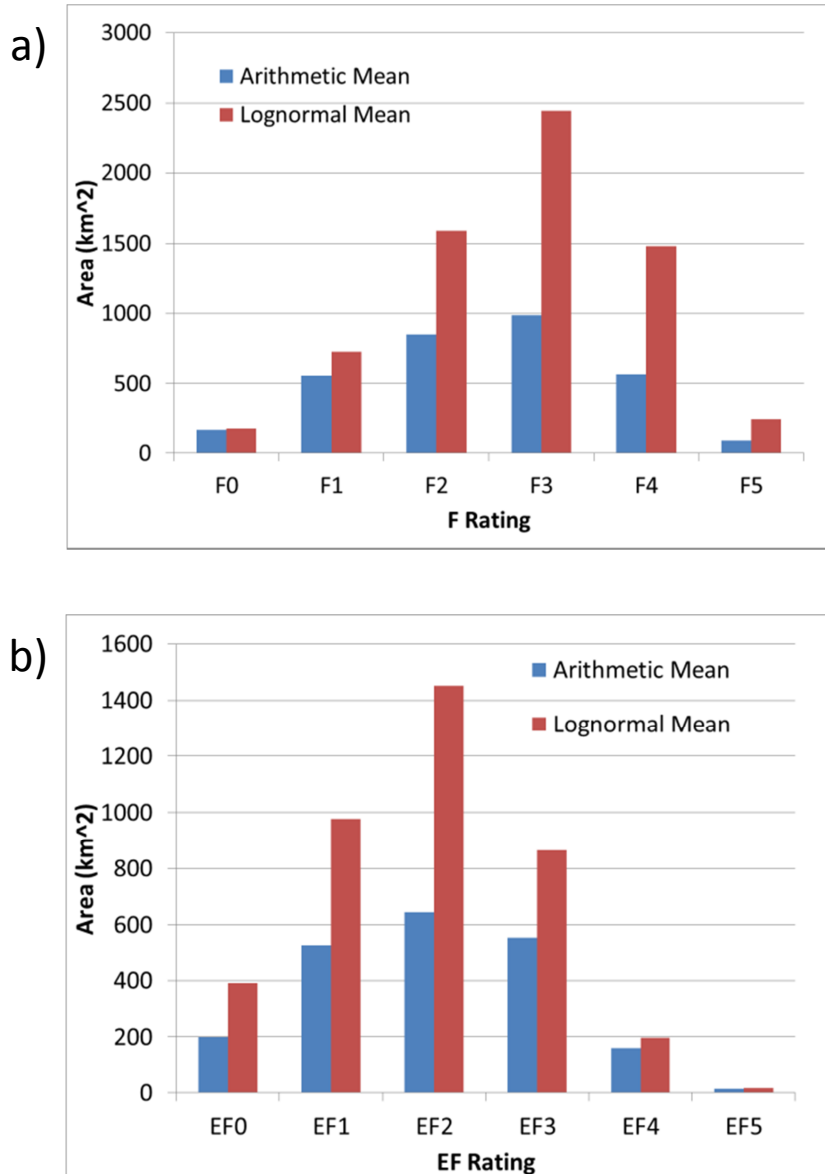 a)
3000
2500
2000
1500
1000
500
0
Area (km^2)
Arithmetic Mean
Lognormal Mean
F0 F1 F2 F3 F4 F5
F Rating
b)
1600
1400
1200
1000
800
600
400
200
0
Area (km^2)
Arithmetic Mean
Lognormal Mean
EF0 EF1 EF2 EF3 EF4 EF5
EF Rating